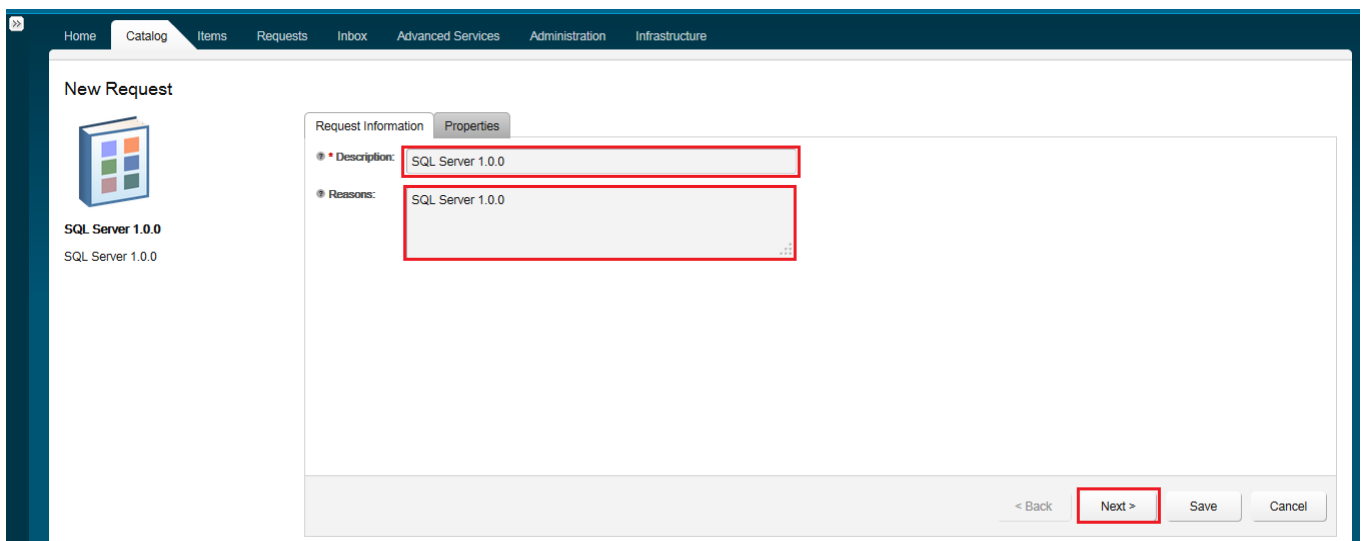 Home Catalog Items Requests Inbox Advanced Services Administration Infrastructure
New Request
SQL Server 1.0.0
SQL Server 1.0.0
Request Information Properties
* Description: SQL Server 1.0.0
Reasons: SQL Server 1.0.0
< Back Next > Save Cancel